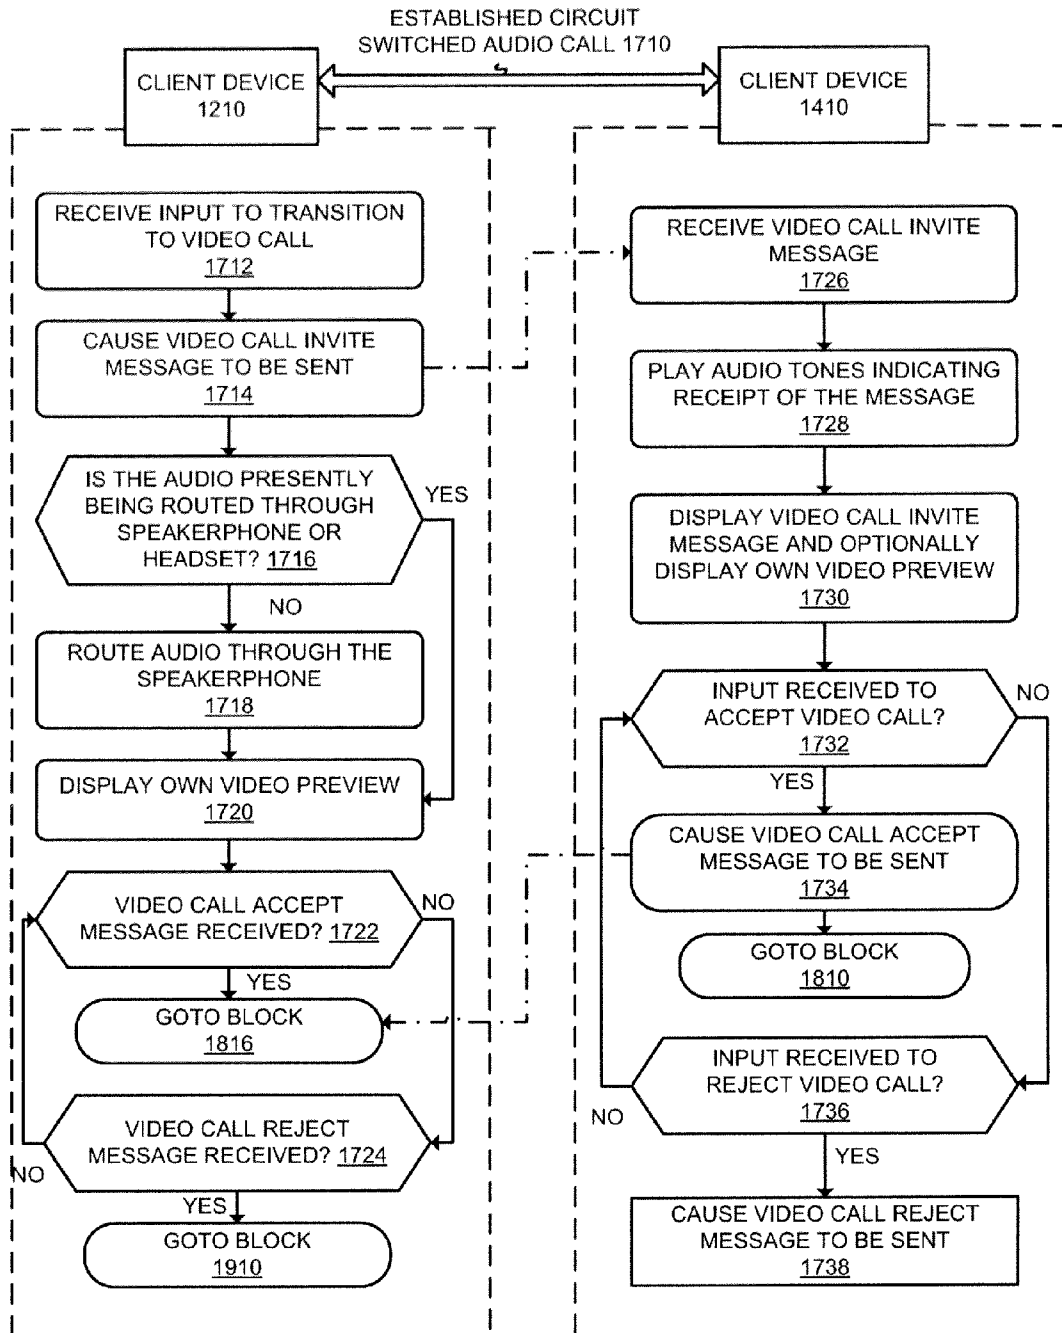 ESTABLISHED CIRCUIT
SWITCHED AUDIO CALL 1710
CLIENT DEVICE
1210
CLIENT DEVICE
1410
RECEIVE INPUT TO TRANSITION
TO VIDEO CALL
1712
CAUSE VIDEO CALL INVITE
MESSAGE TO BE SENT
1714
IS THE AUDIO PRESENTLY
BEING ROUTED THROUGH
SPEAKERPHONE OR
HEADSET? 1716
YES
NO
ROUTE AUDIO THROUGH THE
SPEAKERPHONE
1718
DISPLAY OWN VIDEO PREVIEW
1720
VIDEO CALL ACCEPT
MESSAGE RECEIVED? 1722
NO
YES
GOTO BLOCK
1816
VIDEO CALL REJECT
MESSAGE RECEIVED? 1724
NO
YES
GOTO BLOCK
1910
RECEIVE VIDEO CALL INVITE
MESSAGE
1726
PLAY AUDIO TONES INDICATING
RECEIPT OF THE MESSAGE
1728
DISPLAY VIDEO CALL INVITE
MESSAGE AND OPTIONALLY
DISPLAY OWN VIDEO PREVIEW
1730
INPUT RECEIVED TO
ACCEPT VIDEO CALL?
1732
NO
YES
CAUSE VIDEO CALL ACCEPT
MESSAGE TO BE SENT
1734
GOTO BLOCK
1810
INPUT RECEIVED TO
REJECT VIDEO CALL?
1736
NO
YES
CAUSE VIDEO CALL REJECT
MESSAGE TO BE SENT
1738